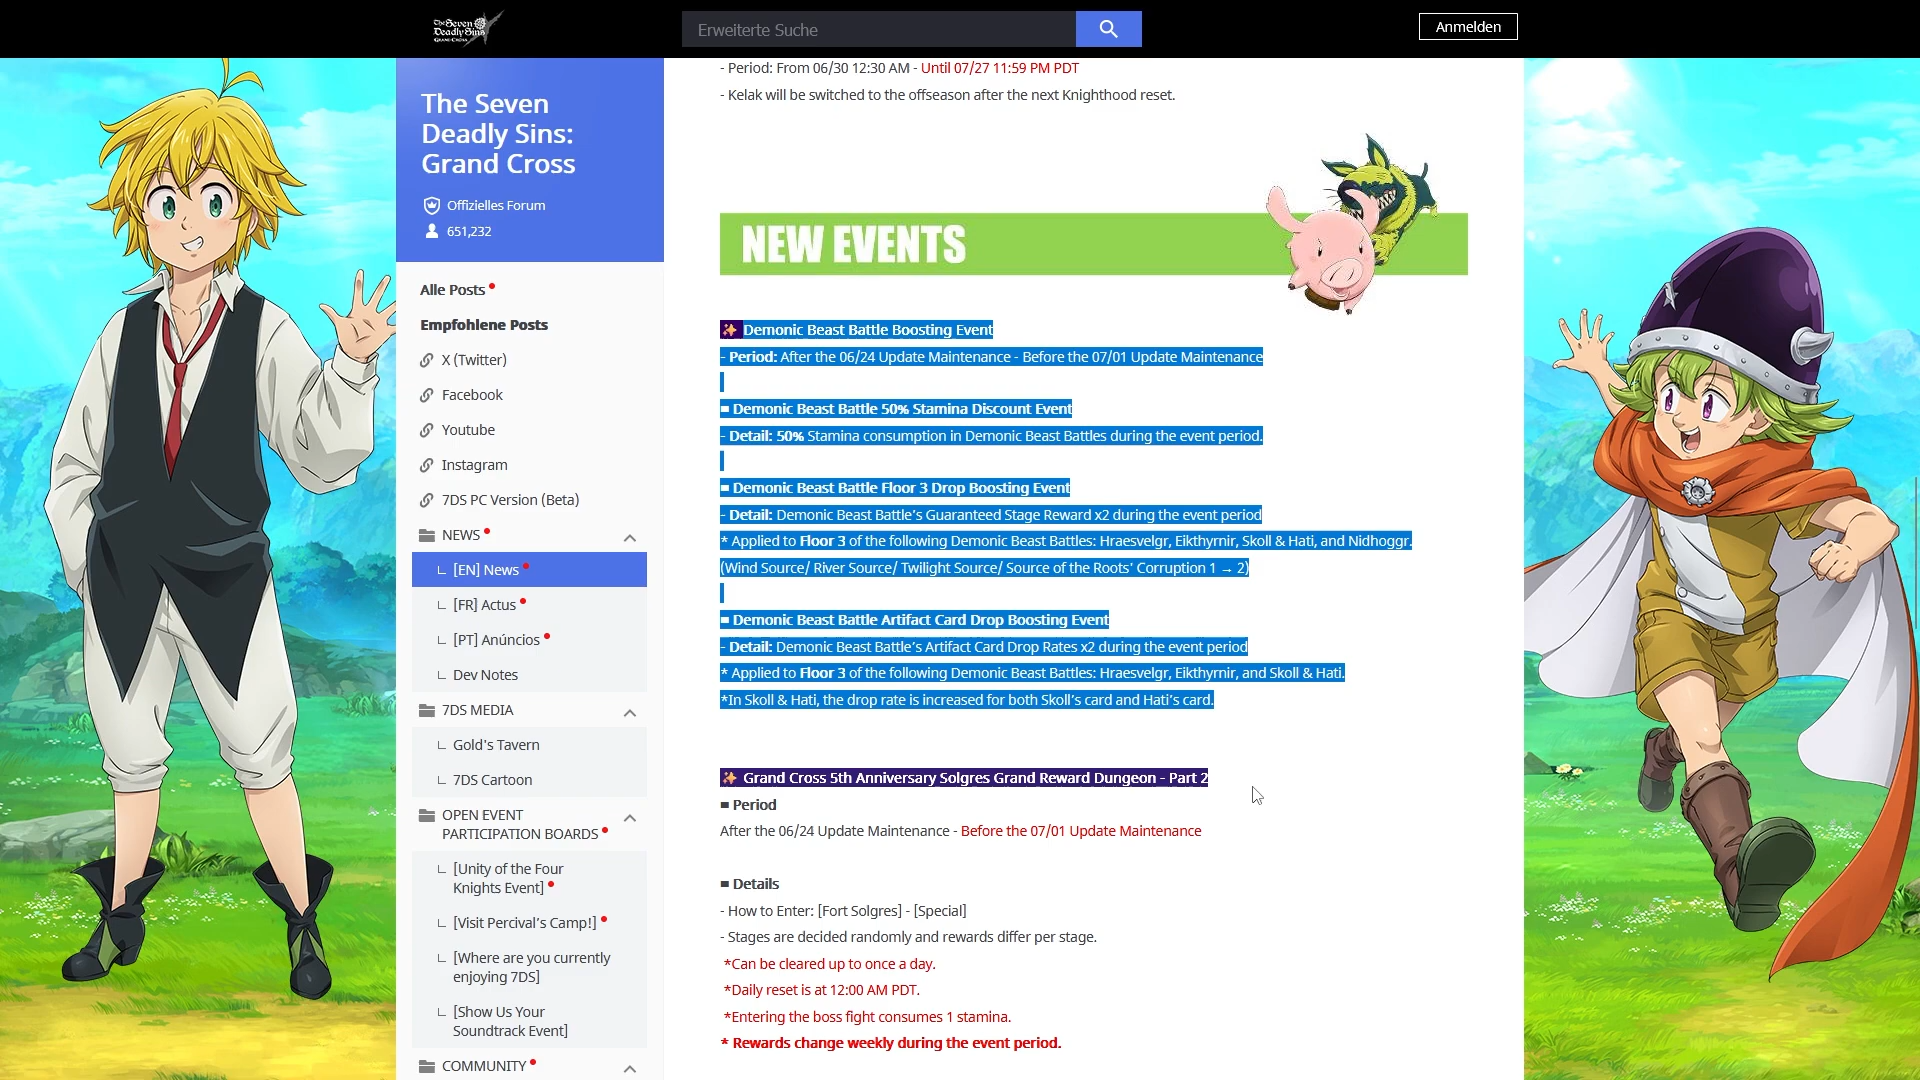 The Seven
Deadly Sins
GRAND CROSS
Erweiterte Suche
Anmelden
The Seven
Deadly Sins:
Grand Cross
Offizielles Forum
651,232
Alle Posts
Empfohlene Posts
X (Twitter)
Facebook
Youtube
Instagram
7DS PC Version (Beta)
NEWS
[EN] News
[FR] Actus
[PT] Anúncios
Dev Notes
7DS MEDIA
Gold's Tavern
7DS Cartoon
OPEN EVENT
PARTICIPATION BOARDS
[Unity of the Four
Knights Event]
[Visit Percival's Camp!]
[Where are you currently
enjoying 7DS]
[Show Us Your
Soundtrack Event]
COMMUNITY
- Period: From 06/30 12:30 AM - Until 07/27 11:59 PM PDT
- Kelak will be switched to the offseason after the next Knighthood reset.
NEW EVENTS
✨ Demonic Beast Battle Boosting Event
- Period: After the 06/24 Update Maintenance - Before the 07/01 Update Maintenance
■ Demonic Beast Battle 50% Stamina Discount Event
- Detail: 50% Stamina consumption in Demonic Beast Battles during the event period.
■ Demonic Beast Battle Floor 3 Drop Boosting Event
- Detail: Demonic Beast Battle's Guaranteed Stage Reward x2 during the event period
* Applied to Floor 3 of the following Demonic Beast Battles: Hraesvelgr, Eikthyrnir, Skoll & Hati, and Nidhoggr.
(Wind Source/ River Source/ Twilight Source/ Source of the Roots' Corruption 1 → 2)
■ Demonic Beast Battle Artifact Card Drop Boosting Event
- Detail: Demonic Beast Battle's Artifact Card Drop Rates x2 during the event period
* Applied to Floor 3 of the following Demonic Beast Battles: Hraesvelgr, Eikthyrnir, and Skoll & Hati.
*In Skoll & Hati, the drop rate is increased for both Skoll's card and Hati's card.
✨ Grand Cross 5th Anniversary Solgres Grand Reward Dungeon - Part 2
■ Period
After the 06/24 Update Maintenance - Before the 07/01 Update Maintenance
■ Details
- How to Enter: [Fort Solgres] - [Special]
- Stages are decided randomly and rewards differ per stage.
*Can be cleared up to once a day.
*Daily reset is at 12:00 AM PDT.
*Entering the boss fight consumes 1 stamina.
* Rewards change weekly during the event period.